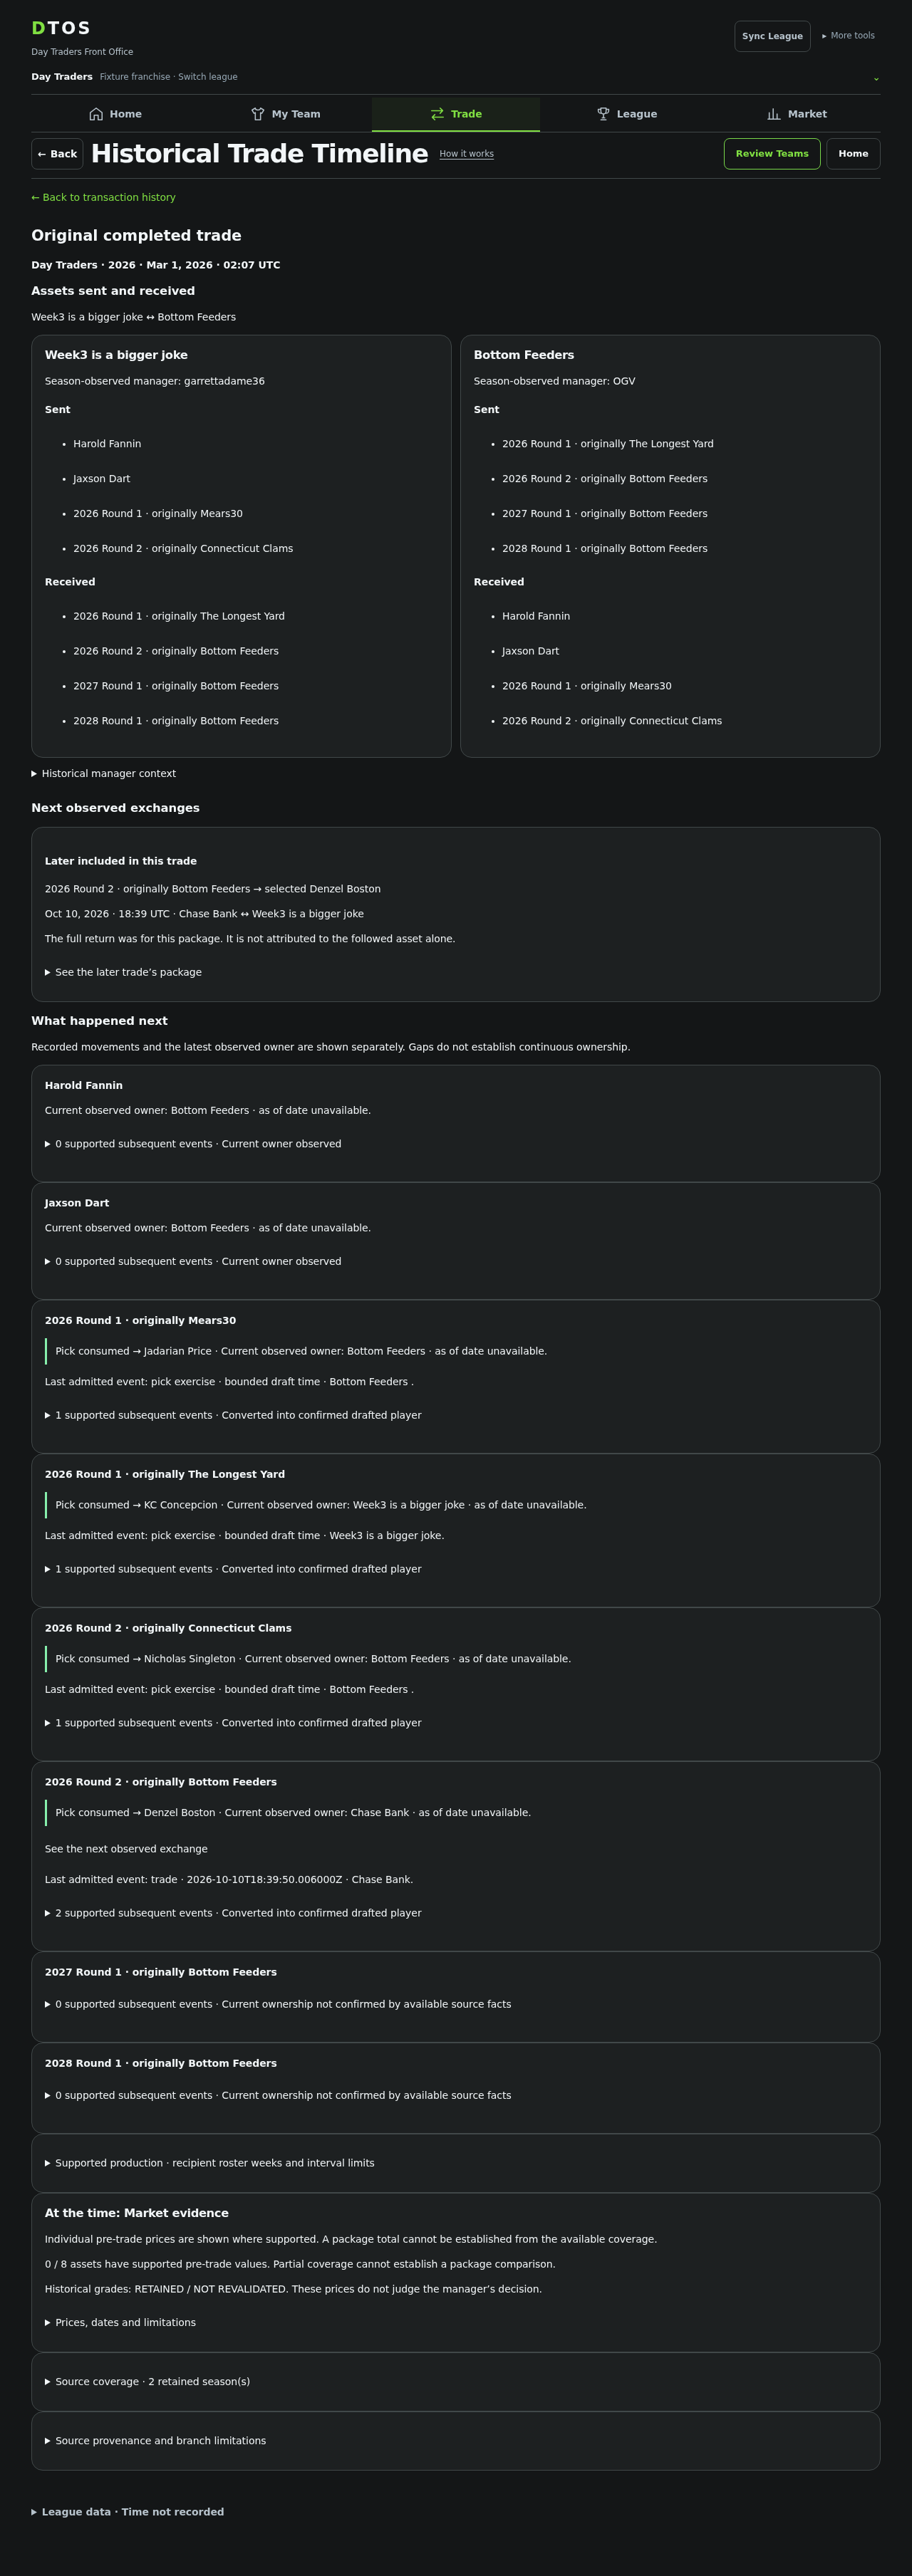 DTOS
Day Traders Front Office
Sync League
▸ More tools
Day Traders Fixture franchise · Switch league
Home
My Team
Trade
League
Market
← Back
Historical Trade Timeline
How it works
Review Teams
Home
← Back to transaction history
Original completed trade
Day Traders · 2026 · Mar 1, 2026 · 02:07 UTC
Assets sent and received
Week3 is a bigger joke ↔ Bottom Feeders
Week3 is a bigger joke
Season-observed manager: garrettadame36
Sent
• Harold Fannin
• Jaxson Dart
• 2026 Round 1 · originally Mears30
• 2026 Round 2 · originally Connecticut Clams
Received
• 2026 Round 1 · originally The Longest Yard
• 2026 Round 2 · originally Bottom Feeders
• 2027 Round 1 · originally Bottom Feeders
• 2028 Round 1 · originally Bottom Feeders
Bottom Feeders
Season-observed manager: OGV
Sent
• 2026 Round 1 · originally The Longest Yard
• 2026 Round 2 · originally Bottom Feeders
• 2027 Round 1 · originally Bottom Feeders
• 2028 Round 1 · originally Bottom Feeders
Received
• Harold Fannin
• Jaxson Dart
• 2026 Round 1 · originally Mears30
• 2026 Round 2 · originally Connecticut Clams
▶ Historical manager context
Next observed exchanges
Later included in this trade
2026 Round 2 · originally Bottom Feeders → selected Denzel Boston
Oct 10, 2026 · 18:39 UTC · Chase Bank ↔ Week3 is a bigger joke
The full return was for this package. It is not attributed to the followed asset alone.
▶ See the later trade’s package
What happened next
Recorded movements and the latest observed owner are shown separately. Gaps do not establish continuous ownership.
Harold Fannin
Current observed owner: Bottom Feeders · as of date unavailable.
▶ 0 supported subsequent events · Current owner observed
Jaxson Dart
Current observed owner: Bottom Feeders · as of date unavailable.
▶ 0 supported subsequent events · Current owner observed
2026 Round 1 · originally Mears30
Pick consumed → Jadarian Price · Current observed owner: Bottom Feeders · as of date unavailable.
Last admitted event: pick exercise · bounded draft time · Bottom Feeders .
▶ 1 supported subsequent events · Converted into confirmed drafted player
2026 Round 1 · originally The Longest Yard
Pick consumed → KC Concepcion · Current observed owner: Week3 is a bigger joke · as of date unavailable.
Last admitted event: pick exercise · bounded draft time · Week3 is a bigger joke.
▶ 1 supported subsequent events · Converted into confirmed drafted player
2026 Round 2 · originally Connecticut Clams
Pick consumed → Nicholas Singleton · Current observed owner: Bottom Feeders · as of date unavailable.
Last admitted event: pick exercise · bounded draft time · Bottom Feeders .
▶ 1 supported subsequent events · Converted into confirmed drafted player
2026 Round 2 · originally Bottom Feeders
Pick consumed → Denzel Boston · Current observed owner: Chase Bank · as of date unavailable.
See the next observed exchange
Last admitted event: trade · 2026-10-10T18:39:50.006000Z · Chase Bank.
▶ 2 supported subsequent events · Converted into confirmed drafted player
2027 Round 1 · originally Bottom Feeders
▶ 0 supported subsequent events · Current ownership not confirmed by available source facts
2028 Round 1 · originally Bottom Feeders
▶ 0 supported subsequent events · Current ownership not confirmed by available source facts
▶ Supported production · recipient roster weeks and interval limits
At the time: Market evidence
Individual pre-trade prices are shown where supported. A package total cannot be established from the available coverage.
0 / 8 assets have supported pre-trade values. Partial coverage cannot establish a package comparison.
Historical grades: RETAINED / NOT REVALIDATED. These prices do not judge the manager’s decision.
▶ Prices, dates and limitations
▶ Source coverage · 2 retained season(s)
▶ Source provenance and branch limitations
▶ League data · Time not recorded